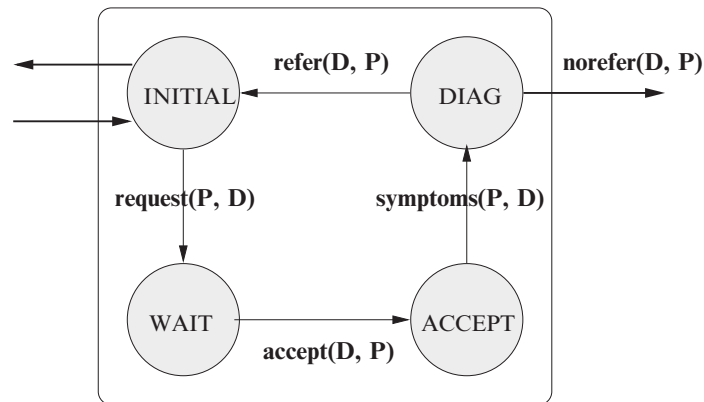 refer(D, P)
norefer(D, P)
INITIAL
DIAG
request(P, D)
symptoms(P, D)
WAIT
ACCEPT
accept(D, P)